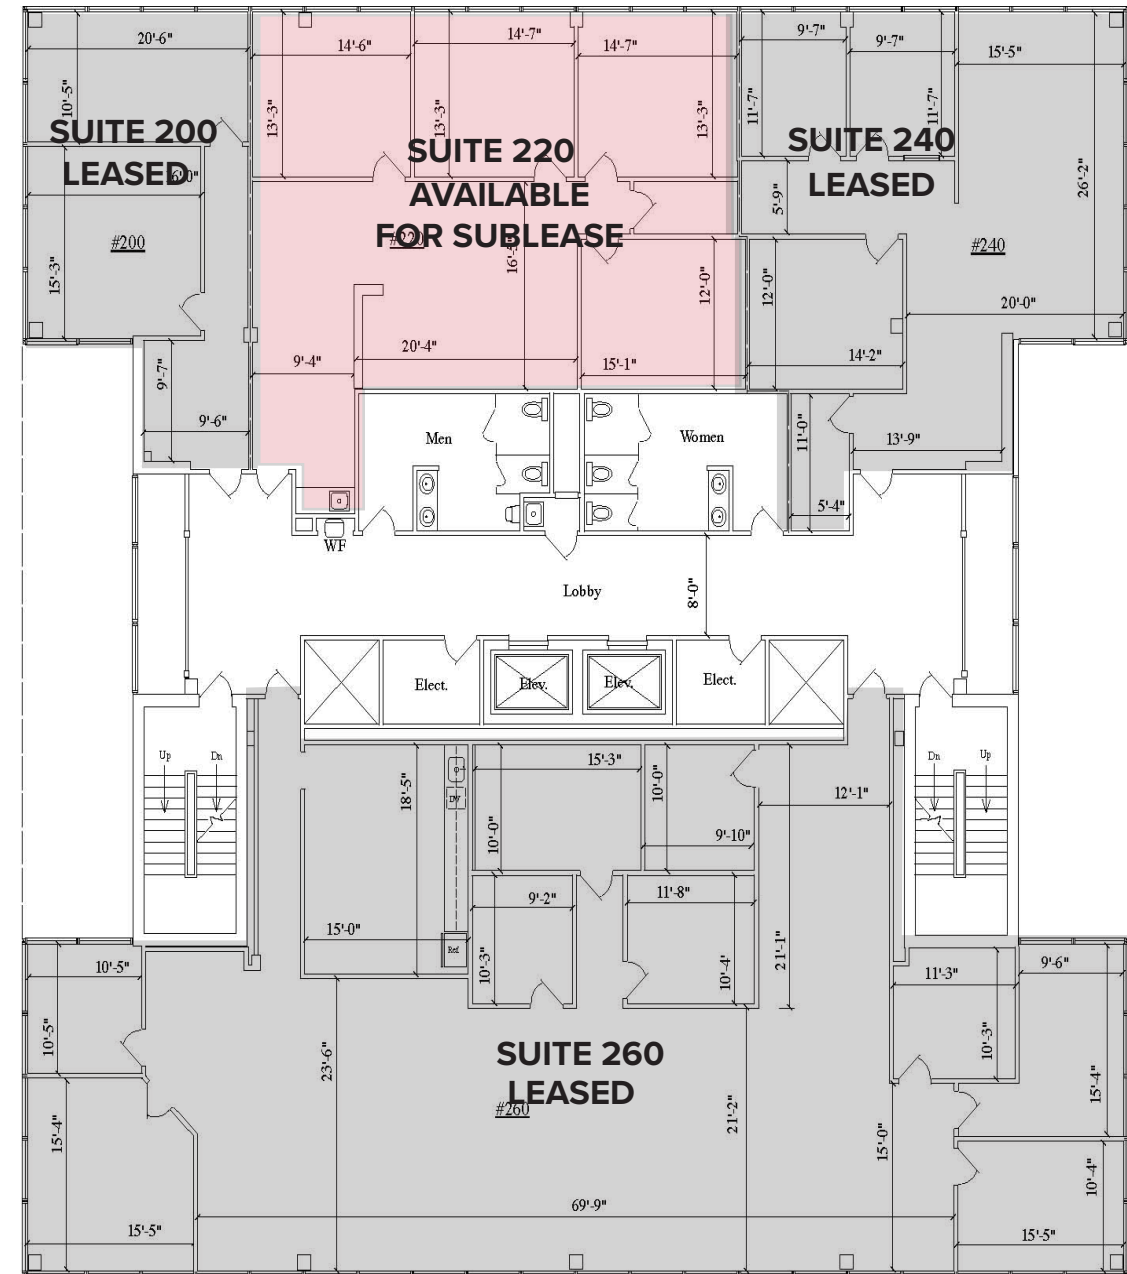 20'-6"
14'-6"
14'-7"
14'-7"
9'-7"
9'-7"
15'-5"
10'-5"
13'-3"
13'-3"
13'-3"
11'-7"
11'-7"
SUITE 200
LEASED
SUITE 220
AVAILABLE
FOR SUBLEASE
SUITE 240
LEASED
26'-2"
5'-9"
#200
#240
15'-3"
12'-0"
12'-0"
20'-0"
9'-4"
20'-4"
15'-1"
14'-2"
9'-7"
9'-6"
Men
Women
11'-0"
13'-9"
5'-4"
WF
Lobby
8'-0"
Elect.
Elev.
Elev.
Elect.
Up
Dn
Dn
Up
18'-5"
DW
15'-3"
10'-0"
10'-0"
9'-10"
12'-1"
9'-2"
11'-8"
15'-0"
Ref.
10'-3"
10'-4'
21'-1"
10'-5"
11'-3"
9'-6"
10'-5"
23'-6"
10'-3"
15'-4"
SUITE 260
LEASED
#260
15'-4"
21'-2"
15'-0"
10'-4"
69'-9"
15'-5"
15'-5"